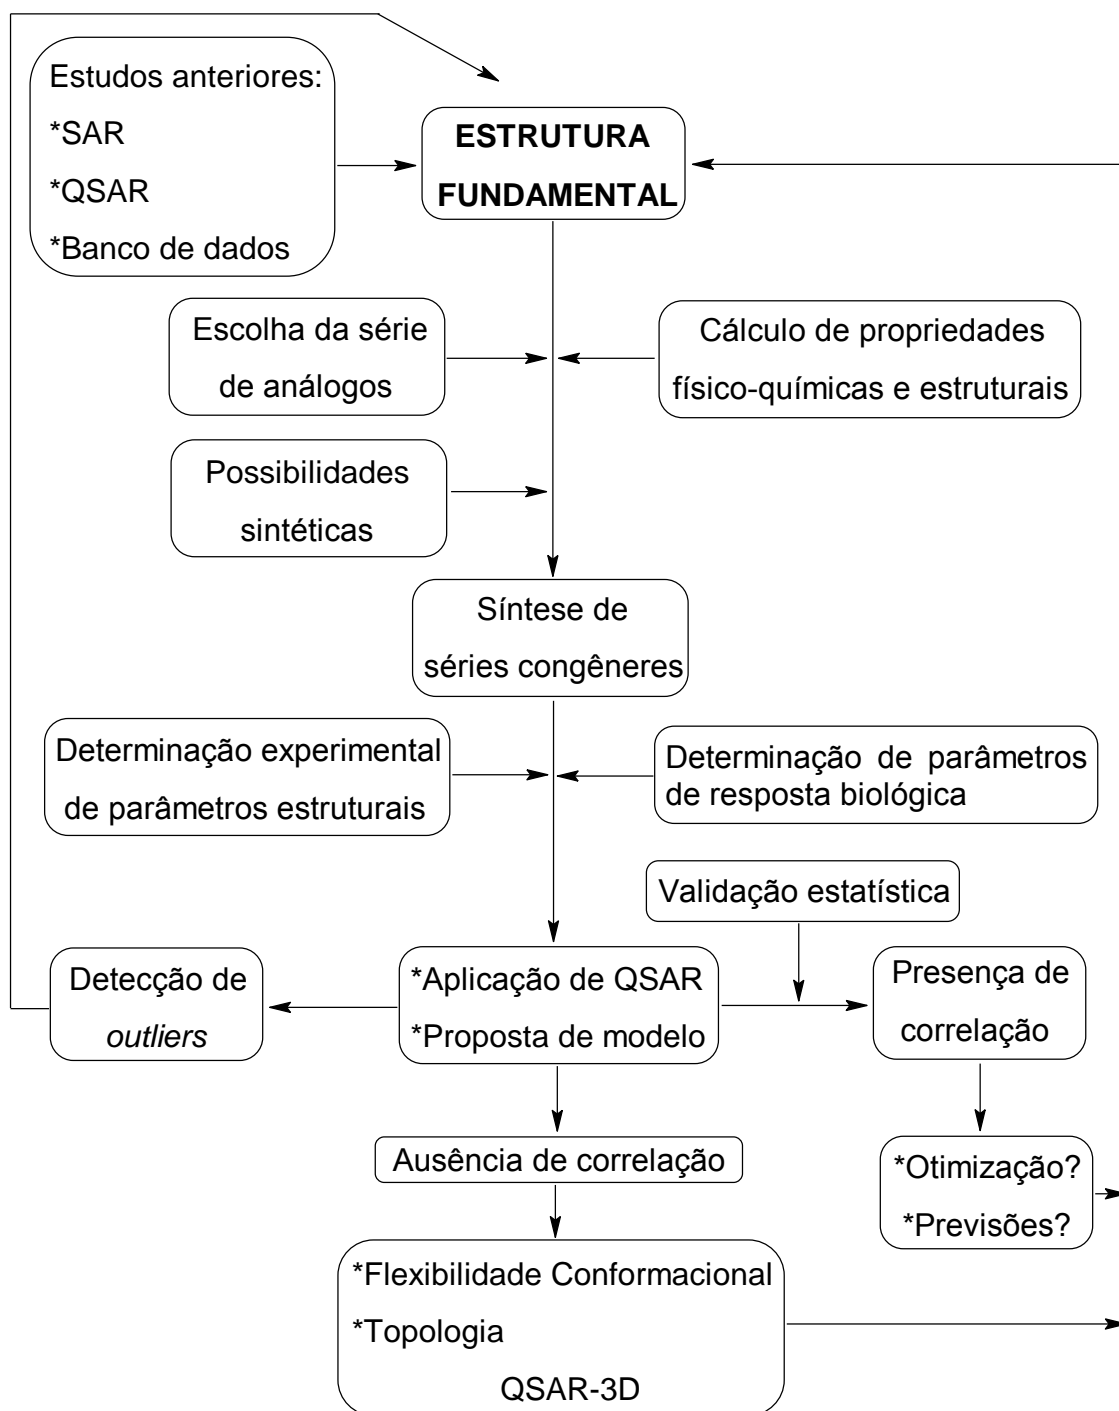 Estudos anteriores:
*SAR
*QSAR
*Banco de dados
ESTRUTURA
FUNDAMENTAL
Escolha da série
de análogos
Cálculo de propriedades
físico-químicas e estruturais
Possibilidades
sintéticas
Síntese de
séries congêneres
Determinação experimental
de parâmetros estruturais
Determinação de parâmetros
de resposta biológica
Validação estatística
Detecção de
outliers
*Aplicação de QSAR
*Proposta de modelo
Presença de
correlação
Ausência de correlação
*Otimização?
*Previsões?
*Flexibilidade Conformacional
*Topologia
QSAR-3D